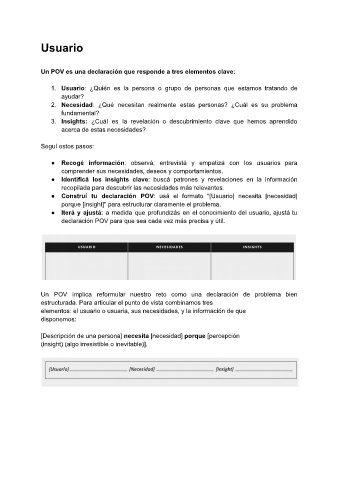 Usuario
Un POV es una declaración que responde a tres elementos clave:
1. Usuario: ¿Quién es la persona o grupo de personas que estamos tratando de
ayudar?
2. Necesidad: ¿Qué necesitan realmente estas personas? ¿Cuál es su problema
fundamental?
3. Insights: ¿Cuál es la revelación o descubrimiento clave que hemos aprendido
acerca de estas necesidades?
Seguí estos pasos:
● Recogé información: observá, entrevistá y empatizá con los usuarios para
comprender sus necesidades, deseos y comportamientos.
● Identificá los insights clave: buscá patrones y revelaciones en la información
recopilada para descubrir las necesidades más relevantes.
● Construí tu declaración POV: usá el formato "[Usuario] necesita [necesidad]
porque [insight]" para estructurar claramente el problema.
● Iterá y ajustá: a medida que profundizás en el conocimiento del usuario, ajustá tu
declaración POV para que sea cada vez más precisa y útil.
USUARIO NECESIDADES INSIGHTS
Un POV implica reformular nuestro reto como una declaración de problema bien
estructurada. Para articular el punto de vista combinamos tres
elementos: el usuario o usuaria, sus necesidades, y la información de que
disponemos:
[Descripción de una persona] necesita [necesidad] porque [percepción
(insight) (algo irresistible o inevitable)].
[Usuario]__________________ [Necesidad]__________________ [Insight]__________________